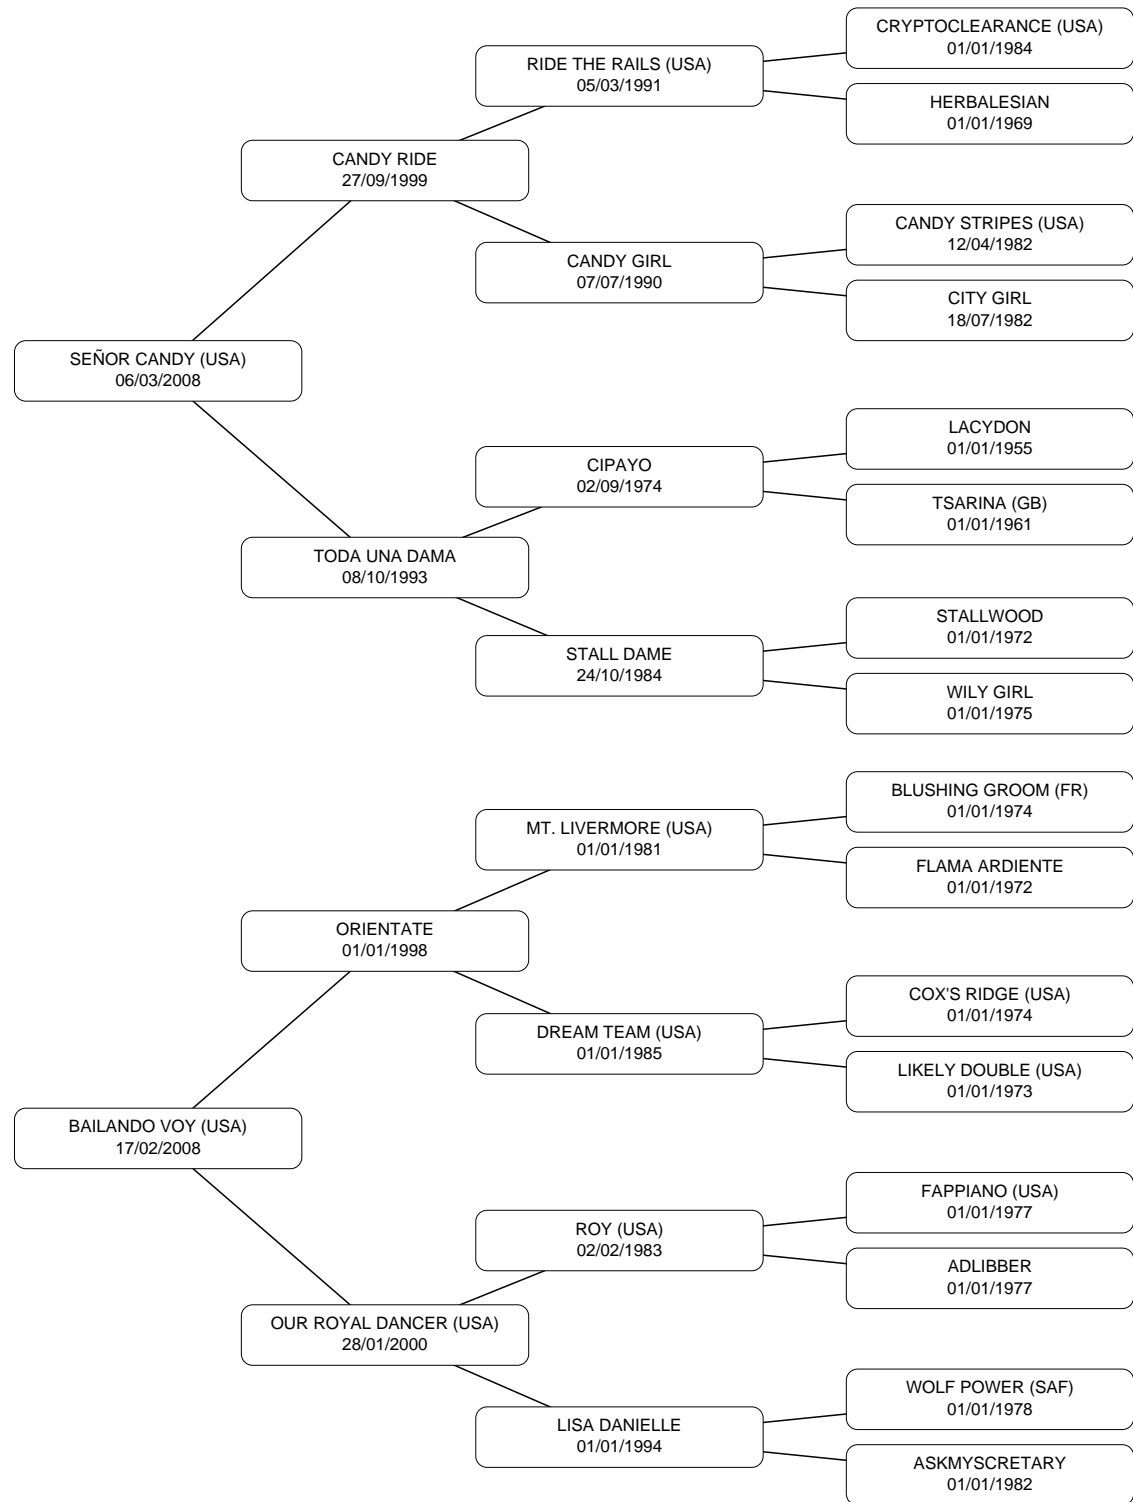 CRYPTOCLEARANCE (USA)
01/01/1984
RIDE THE RAILS (USA)
05/03/1991
HERBALESIAN
01/01/1969
CANDY RIDE
27/09/1999
CANDY STRIPES (USA)
12/04/1982
CANDY GIRL
07/07/1990
CITY GIRL
18/07/1982
SEÑOR CANDY (USA)
06/03/2008
LACYDON
01/01/1955
CIPAYO
02/09/1974
TSARINA (GB)
01/01/1961
TODA UNA DAMA
08/10/1993
STALLWOOD
01/01/1972
STALL DAME
24/10/1984
WILY GIRL
01/01/1975
BLUSHING GROOM (FR)
01/01/1974
MT. LIVERMORE (USA)
01/01/1981
FLAMA ARDIENTE
01/01/1972
ORIENTATE
01/01/1998
COX'S RIDGE (USA)
01/01/1974
DREAM TEAM (USA)
01/01/1985
LIKELY DOUBLE (USA)
01/01/1973
BAILANDO VOY (USA)
17/02/2008
FAPPIANO (USA)
01/01/1977
ROY (USA)
02/02/1983
ADLIBBER
01/01/1977
OUR ROYAL DANCER (USA)
28/01/2000
WOLF POWER (SAF)
01/01/1978
LISA DANIELLE
01/01/1994
ASKMYSCRETARY
01/01/1982